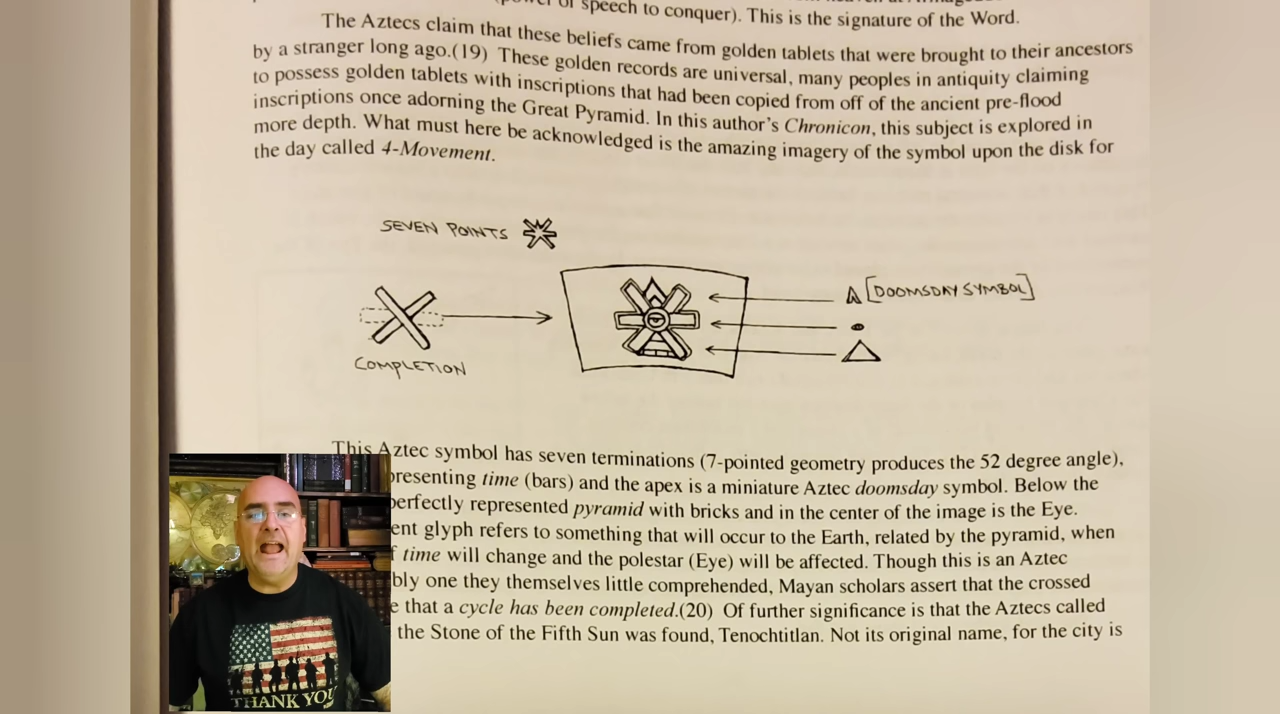 speech to conquer). This is the signature of the Word.
The Aztecs claim that these beliefs came from golden tablets that were brought to their ancestors
by a stranger long ago.(19) These golden records are universal, many peoples in antiquity claiming
to possess golden tablets with inscriptions that had been copied from off of the ancient pre-flood
inscriptions once adorning the Great Pyramid. In this author's Chronicon, this subject is explored in
more depth. What must here be acknowledged is the amazing imagery of the symbol upon the disk for
the day called 4-Movement.
SEVEN POINTS
[DOOMSDAY SYMBOL]
COMPLETION
This Aztec symbol has seven terminations (7-pointed geometry produces the 52 degree angle),
presenting time (bars) and the apex is a miniature Aztec doomsday symbol. Below the
perfectly represented pyramid with bricks and in the center of the image is the Eye.
ent glyph refers to something that will occur to the Earth, related by the pyramid, when
time will change and the polestar (Eye) will be affected. Though this is an Aztec
bly one they themselves little comprehended, Mayan scholars assert that the crossed
e that a cycle has been completed.(20) Of further significance is that the Aztecs called
the Stone of the Fifth Sun was found, Tenochtitlan. Not its original name, for the city is
THANK YOU